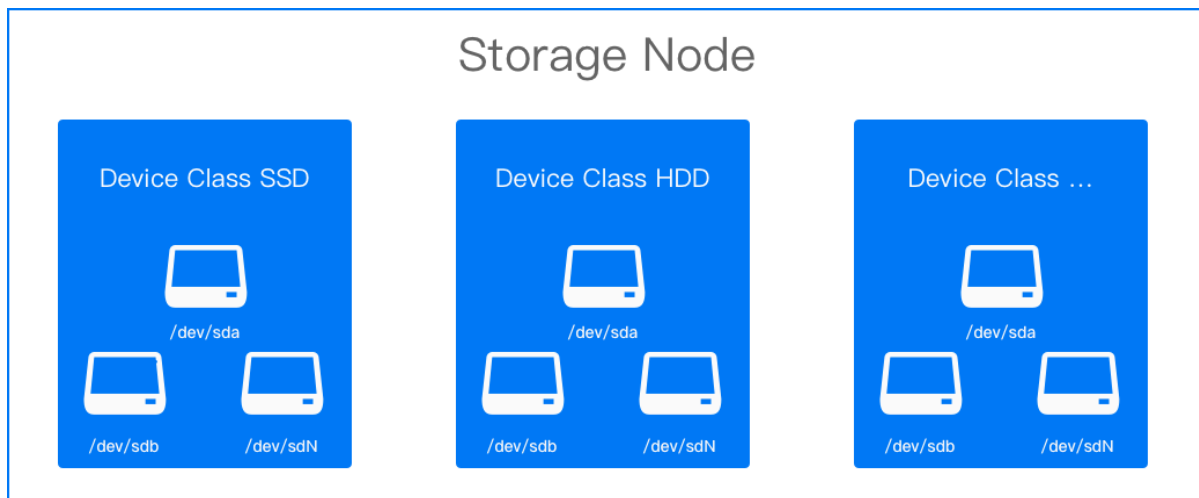 Storage Node
Device Class SSD
/dev/sda
/dev/sdb
/dev/sdN
Device Class HDD
/dev/sda
/dev/sdb
/dev/sdN
Device Class ...
/dev/sda
/dev/sdb
/dev/sdN